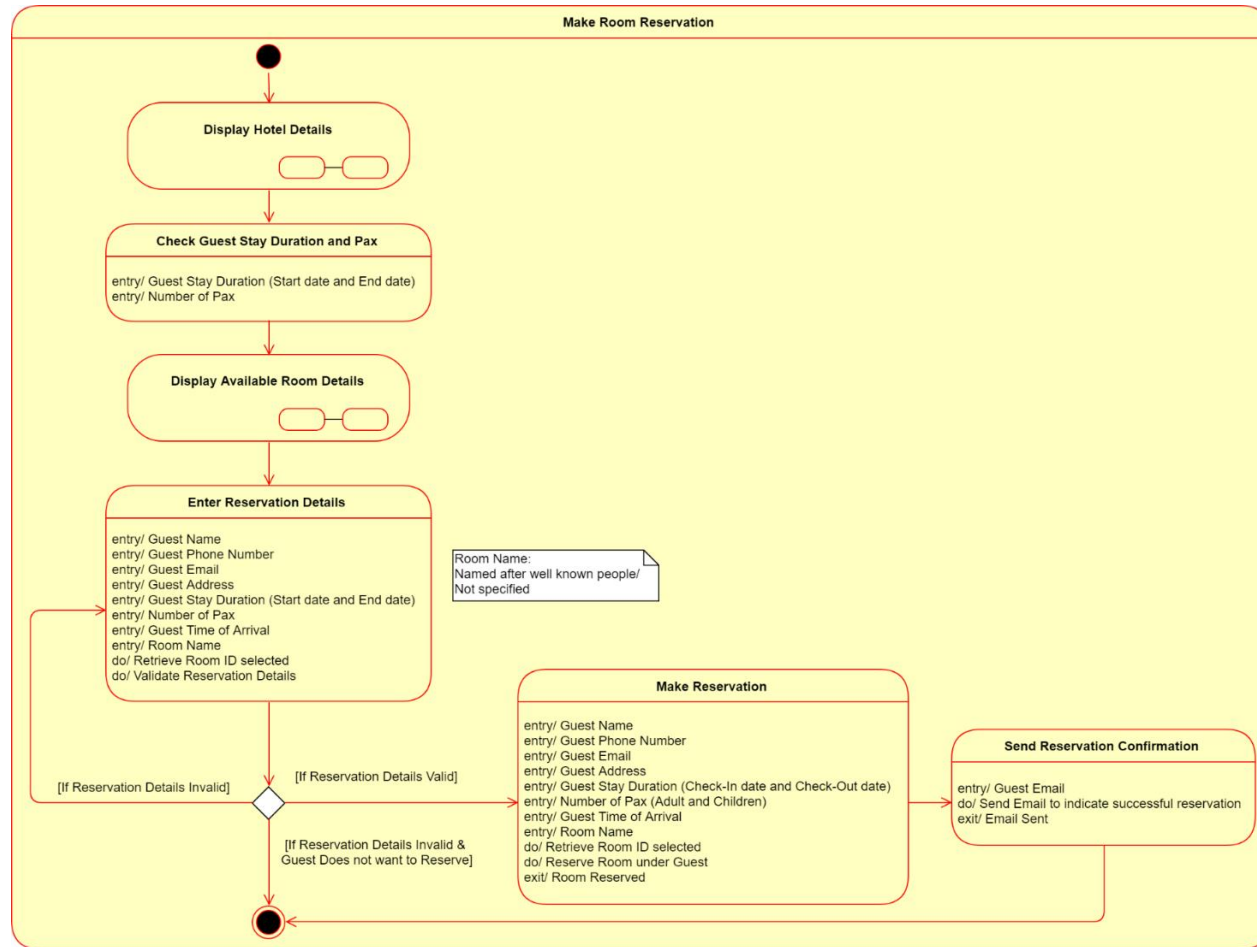 Make Room Reservation
Display Hotel Details
Check Guest Stay Duration and Pax
entry/ Guest Stay Duration (Start date and End date)
entry/ Number of Pax
Display Available Room Details
Enter Reservation Details
entry/ Guest Name
entry/ Guest Phone Number
entry/ Guest Email
entry/ Guest Address
entry/ Guest Stay Duration (Start date and End date)
entry/ Number of Pax
entry/ Guest Time of Arrival
entry/ Room Name
do/ Retrieve Room ID selected
do/ Validate Reservation Details
Room Name:
Named after well known people/
Not specified
[If Reservation Details Invalid]
[If Reservation Details Valid]
[If Reservation Details Invalid &
Guest Does not want to Reserve]
Make Reservation
entry/ Guest Name
entry/ Guest Phone Number
entry/ Guest Email
entry/ Guest Address
entry/ Guest Stay Duration (Check-In date and Check-Out date)
entry/ Number of Pax (Adult and Children)
entry/ Guest Time of Arrival
entry/ Room Name
do/ Retrieve Room ID selected
do/ Reserve Room under Guest
exit/ Room Reserved
Send Reservation Confirmation
entry/ Guest Email
do/ Send Email to indicate successful reservation
exit/ Email Sent